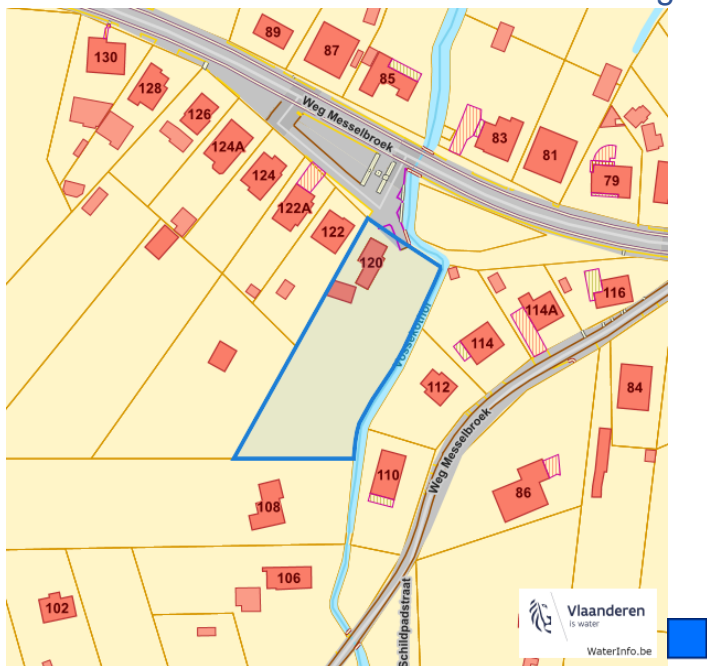 130
89
87
85
128
126
124A
124
122A
122
120
Weg Messelbroek
83
81
79
116
114A
114
112
84
110
Weg Messelbroek
86
108
106
102
Schildpadstraat
Vlaanderen
is water
WaterInfo.be